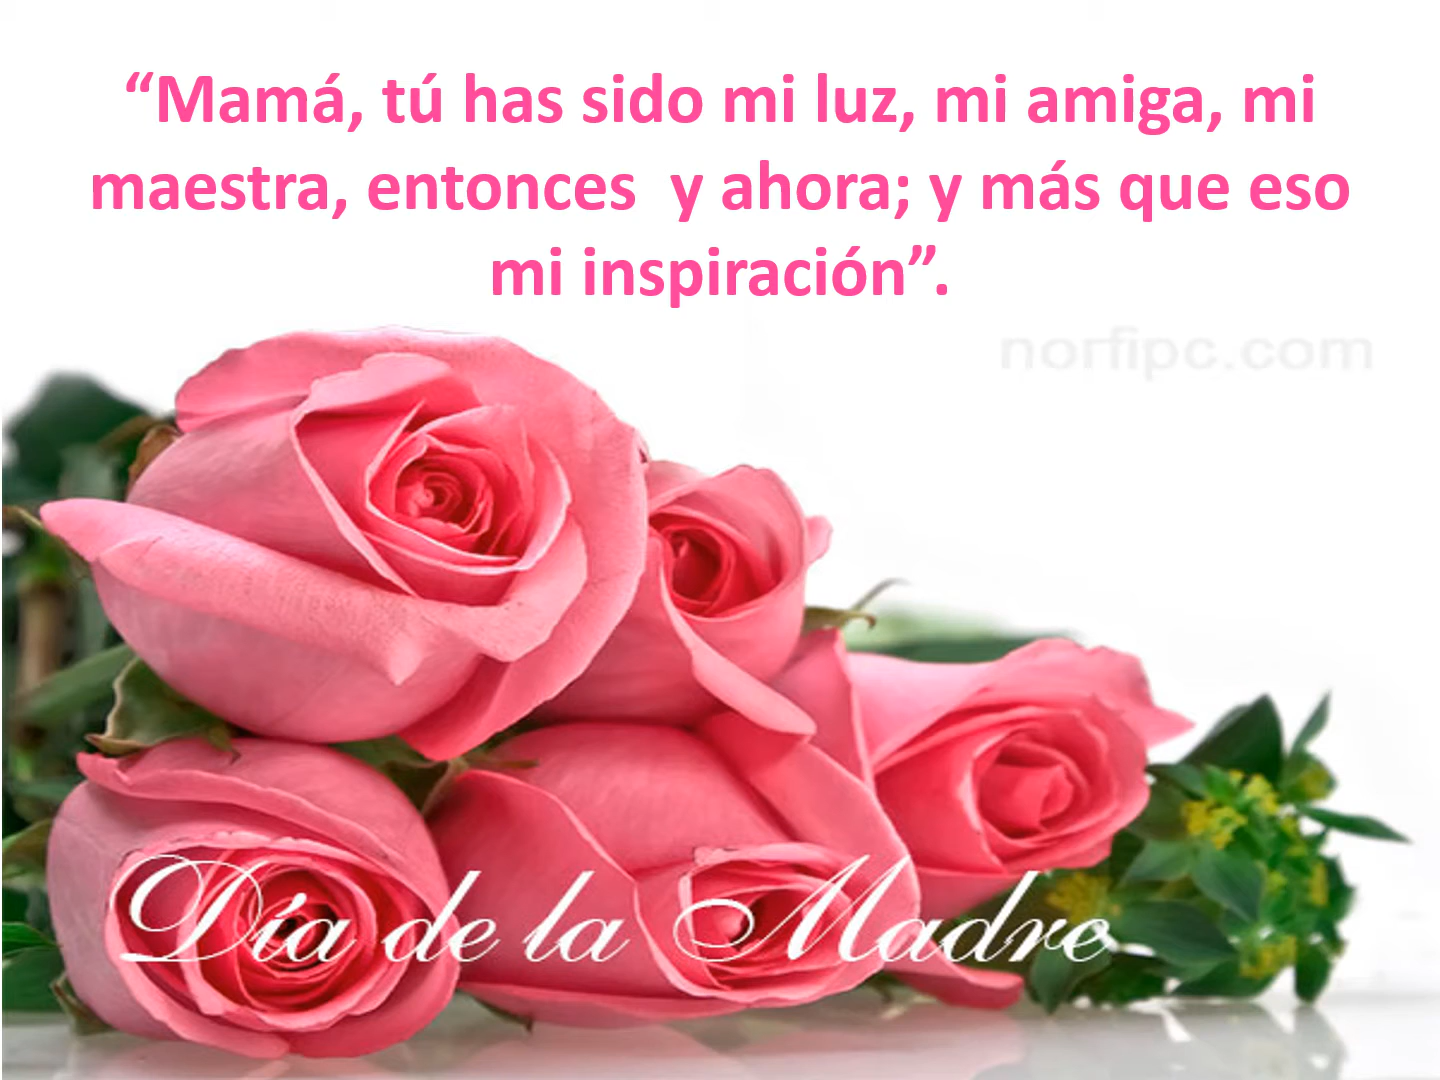 “Mamá, tú has sido mi luz, mi amiga, mi
maestra, entonces  y ahora; y más que eso
mi inspiración”.
norfipc.com
Día de la Madre